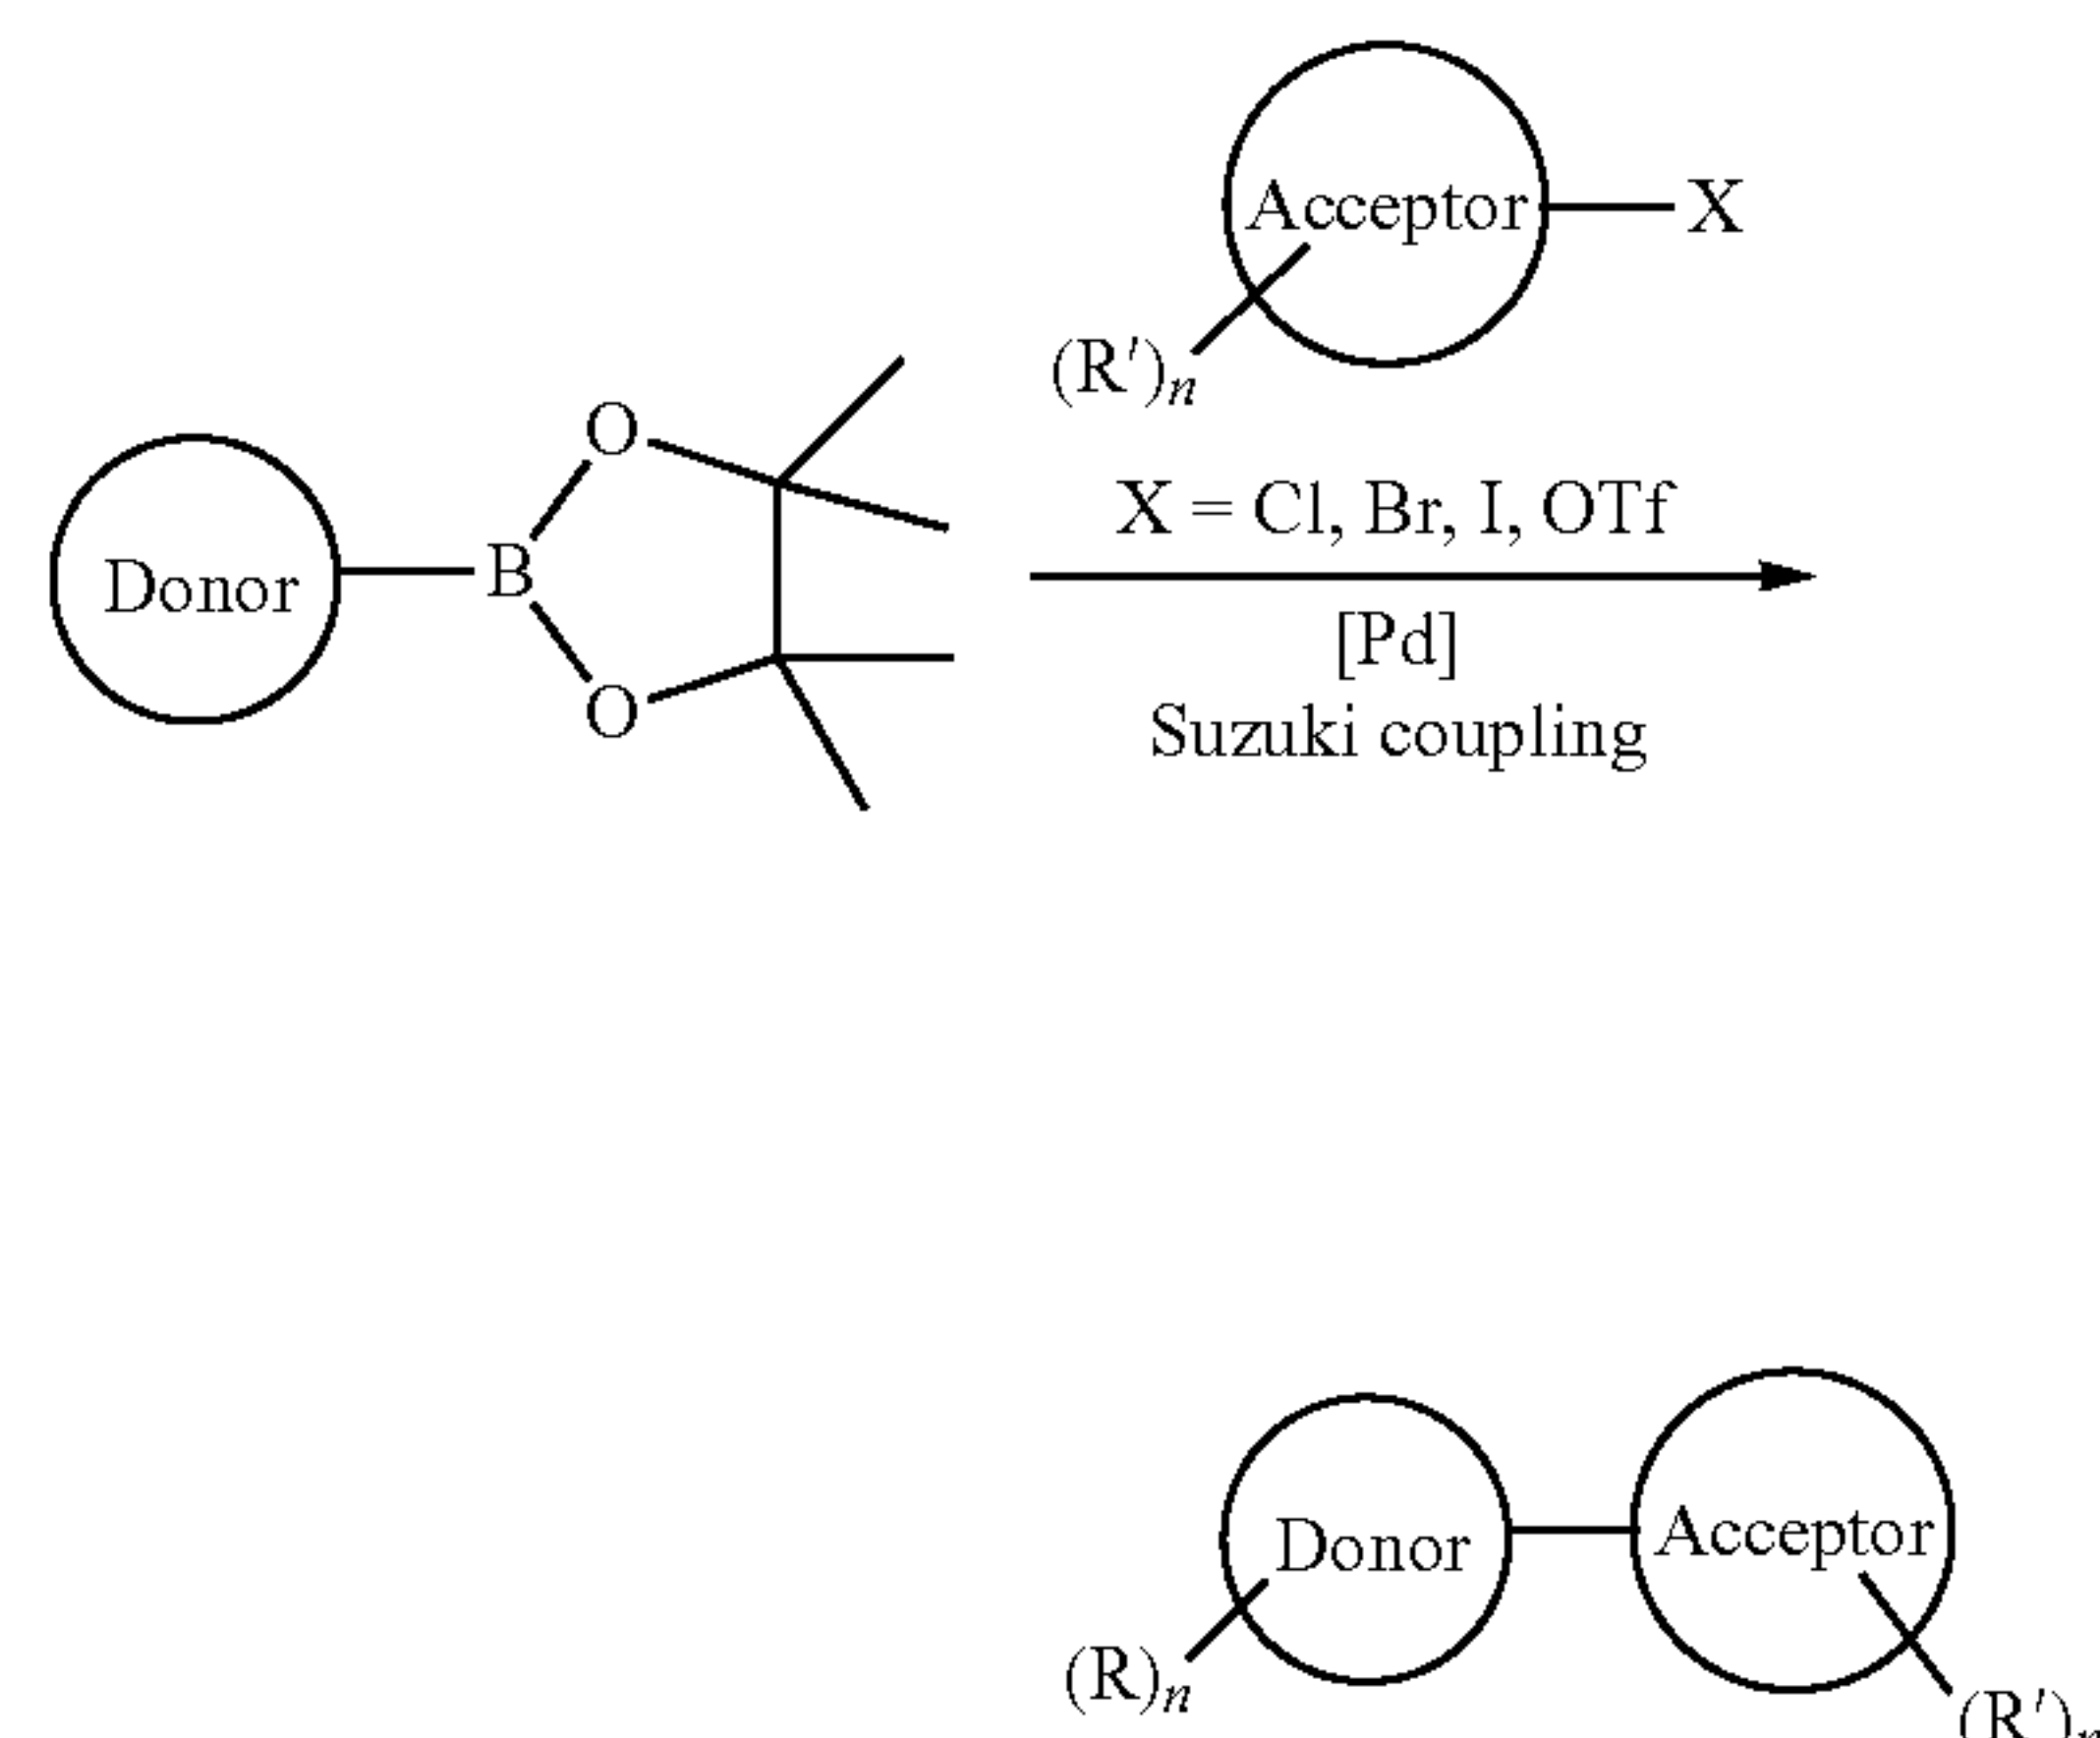 Acceptor
X
(R′)n
O
X = Cl, Br, I, OTf
Donor
B
[Pd]
O
Suzuki coupling
Donor
Acceptor
(R)n
(R′)n